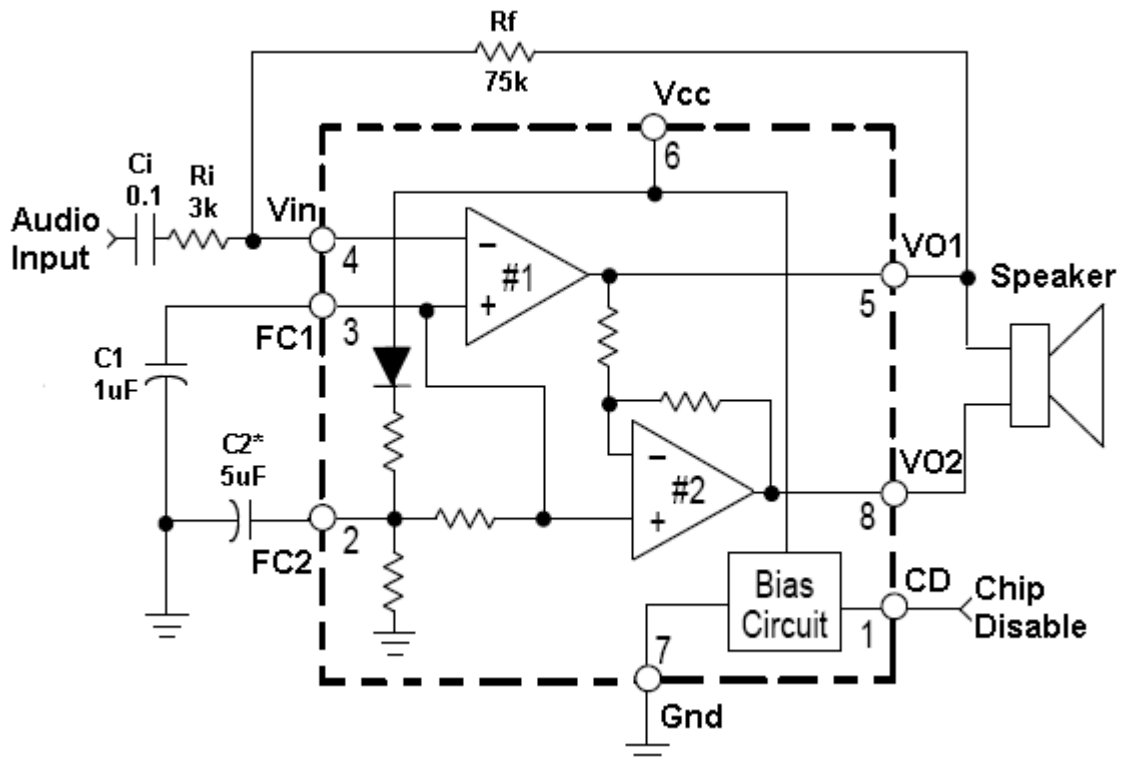 Rf
75k
Vcc
6
Ci
0.1
Ri
3k
Audio
Input
Vin
4
−
#1
+
VO1
5
Speaker
3
FC1
C1
1uF
C2*
5uF
2
FC2
−
#2
+
VO2
8
Bias
Circuit
CD
1
Chip
Disable
7
Gnd